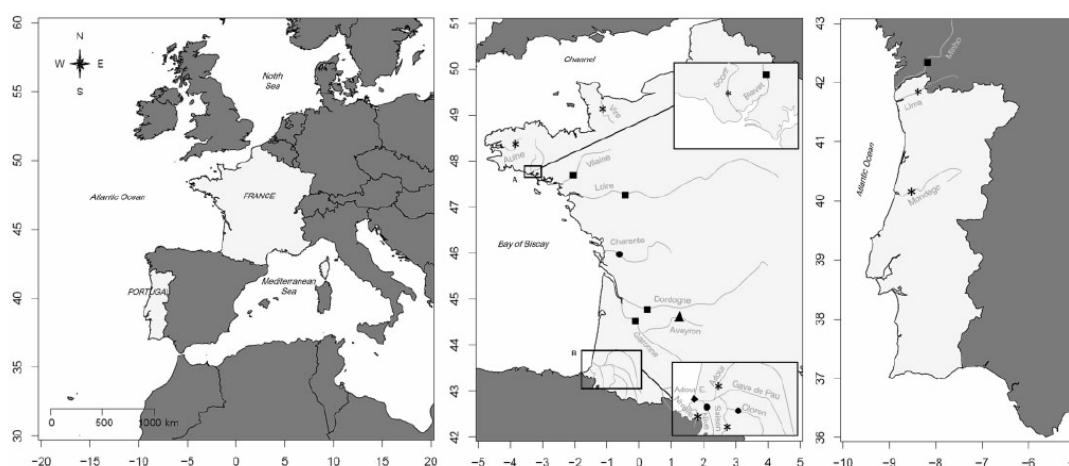 60
55
50
45
40
35
30
N
W E
S
Notrh
Sea
Atlantic Ocean
FRANCE
PORTUGA
Mediterranean
Sea
0 500 1000 km
-20 -15 -10 -5 0 5 10 15 20
51
50
49
48
47
46
45
44
43
42
Channel
Vire
Aulne
A
Vilaine
Loire
Bay of Biscay
Charente
Dordogne
Aveyron
Garonne
B
Scorff
Blavet
Adour E.
Adour
Gave de Pau
Nivelle
Nive
Oloron
-5 -4 -3 -2 -1 0 1 2 3 4 5
43
42
41
40
39
38
37
36
Minho
Lima
Atlantic Ocean
Mondego
-10 -9 -8 -7 -6